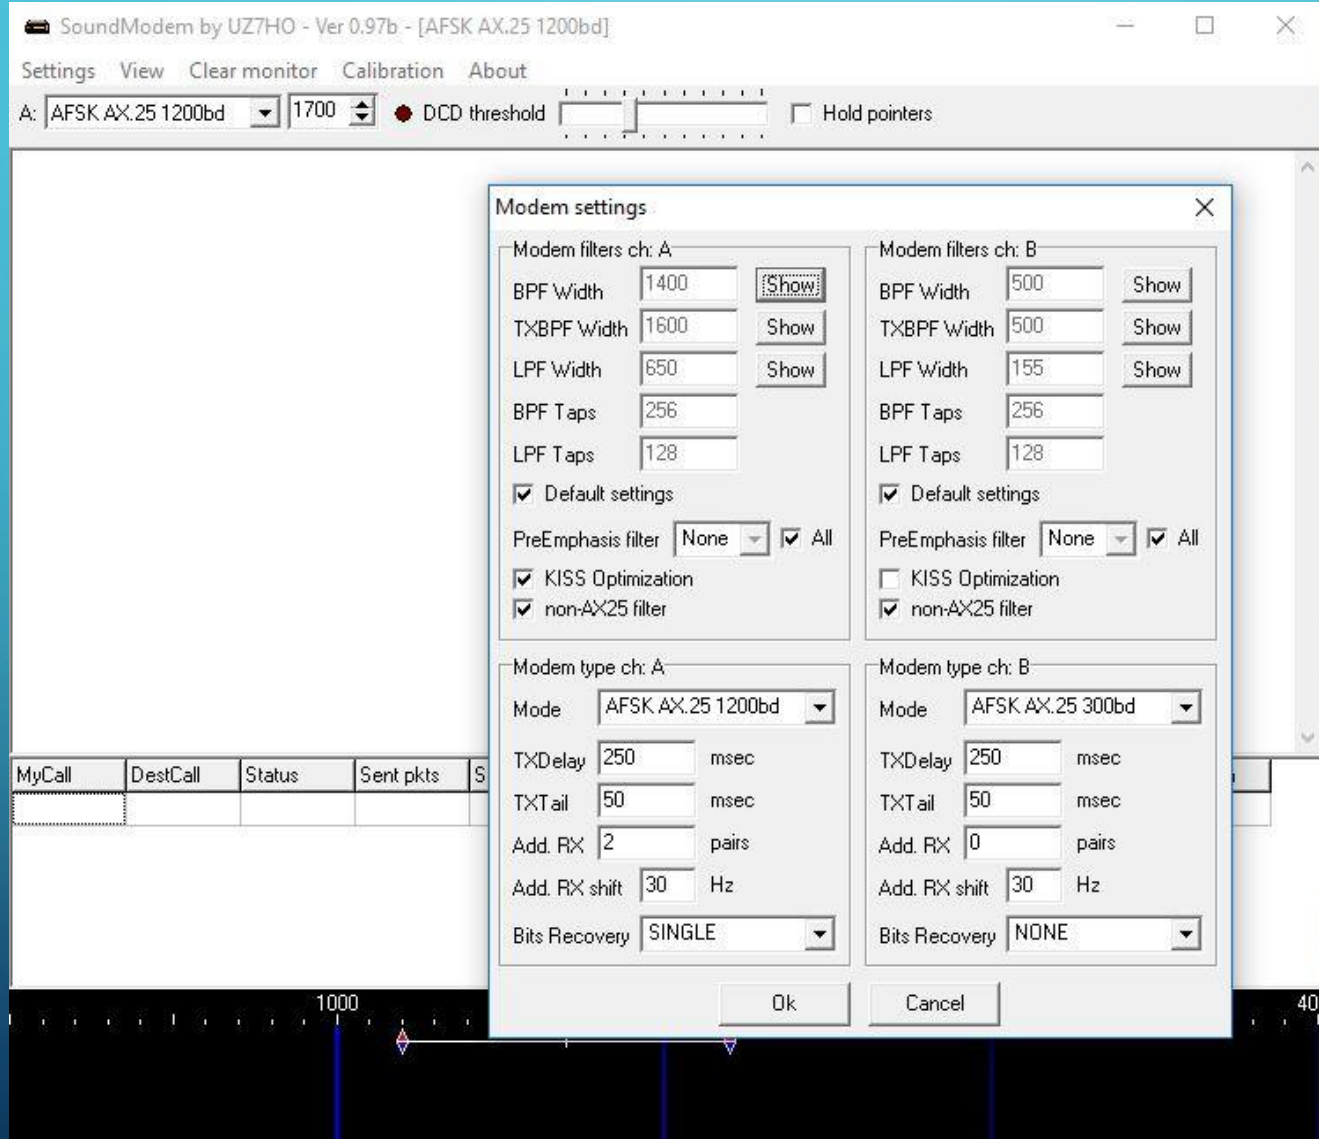 SoundModem by UZ7HO - Ver 0.97b - [AFSK AX.25 1200bd]
Settings View Clear monitor Calibration About
A: AFSK AX.25 1200bd 1700 DCD threshold Hold pointers
Modem settings
Modem filters ch: A
BPF Width 1400 Show
TXBPF Width 1600 Show
LPF Width 650 Show
BPF Taps 256
LPF Taps 128
Default settings
PreEmphasis filter None All
KISS Optimization
non-AX25 filter
Modem filters ch: B
BPF Width 500 Show
TXBPF Width 500 Show
LPF Width 155 Show
BPF Taps 256
LPF Taps 128
Default settings
PreEmphasis filter None All
KISS Optimization
non-AX25 filter
Modem type ch: A
Mode AFSK AX.25 1200bd
TXDelay 250 msec
TXTail 50 msec
Add. RX 2 pairs
Add. RX shift 30 Hz
Bits Recovery SINGLE
Modem type ch: B
Mode AFSK AX.25 300bd
TXDelay 250 msec
TXTail 50 msec
Add. RX 0 pairs
Add. RX shift 30 Hz
Bits Recovery NONE
Ok Cancel
MyCall DestCall Status Sent pkts S
1000 40